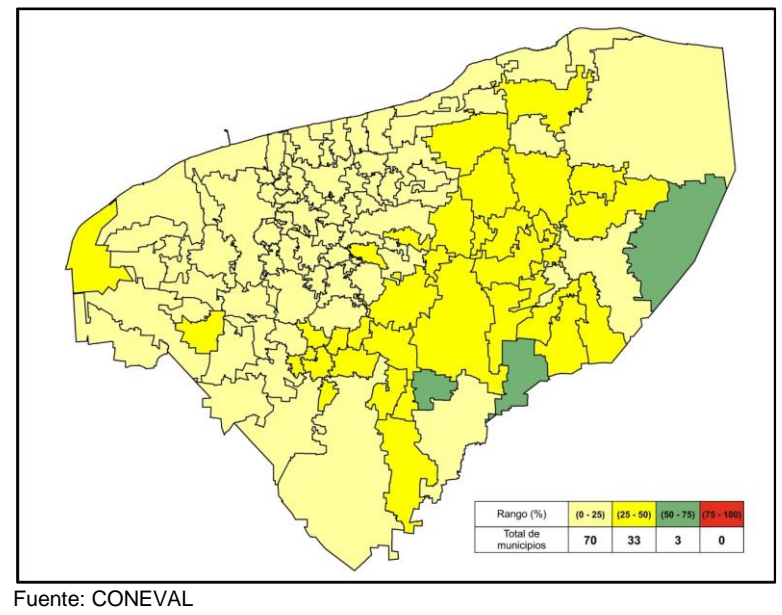 Rango (%) (0 - 25) (25 - 50) (50 - 75) (75 - 100)
Total de
municipios 70 33 3 0
Fuente: CONEVAL